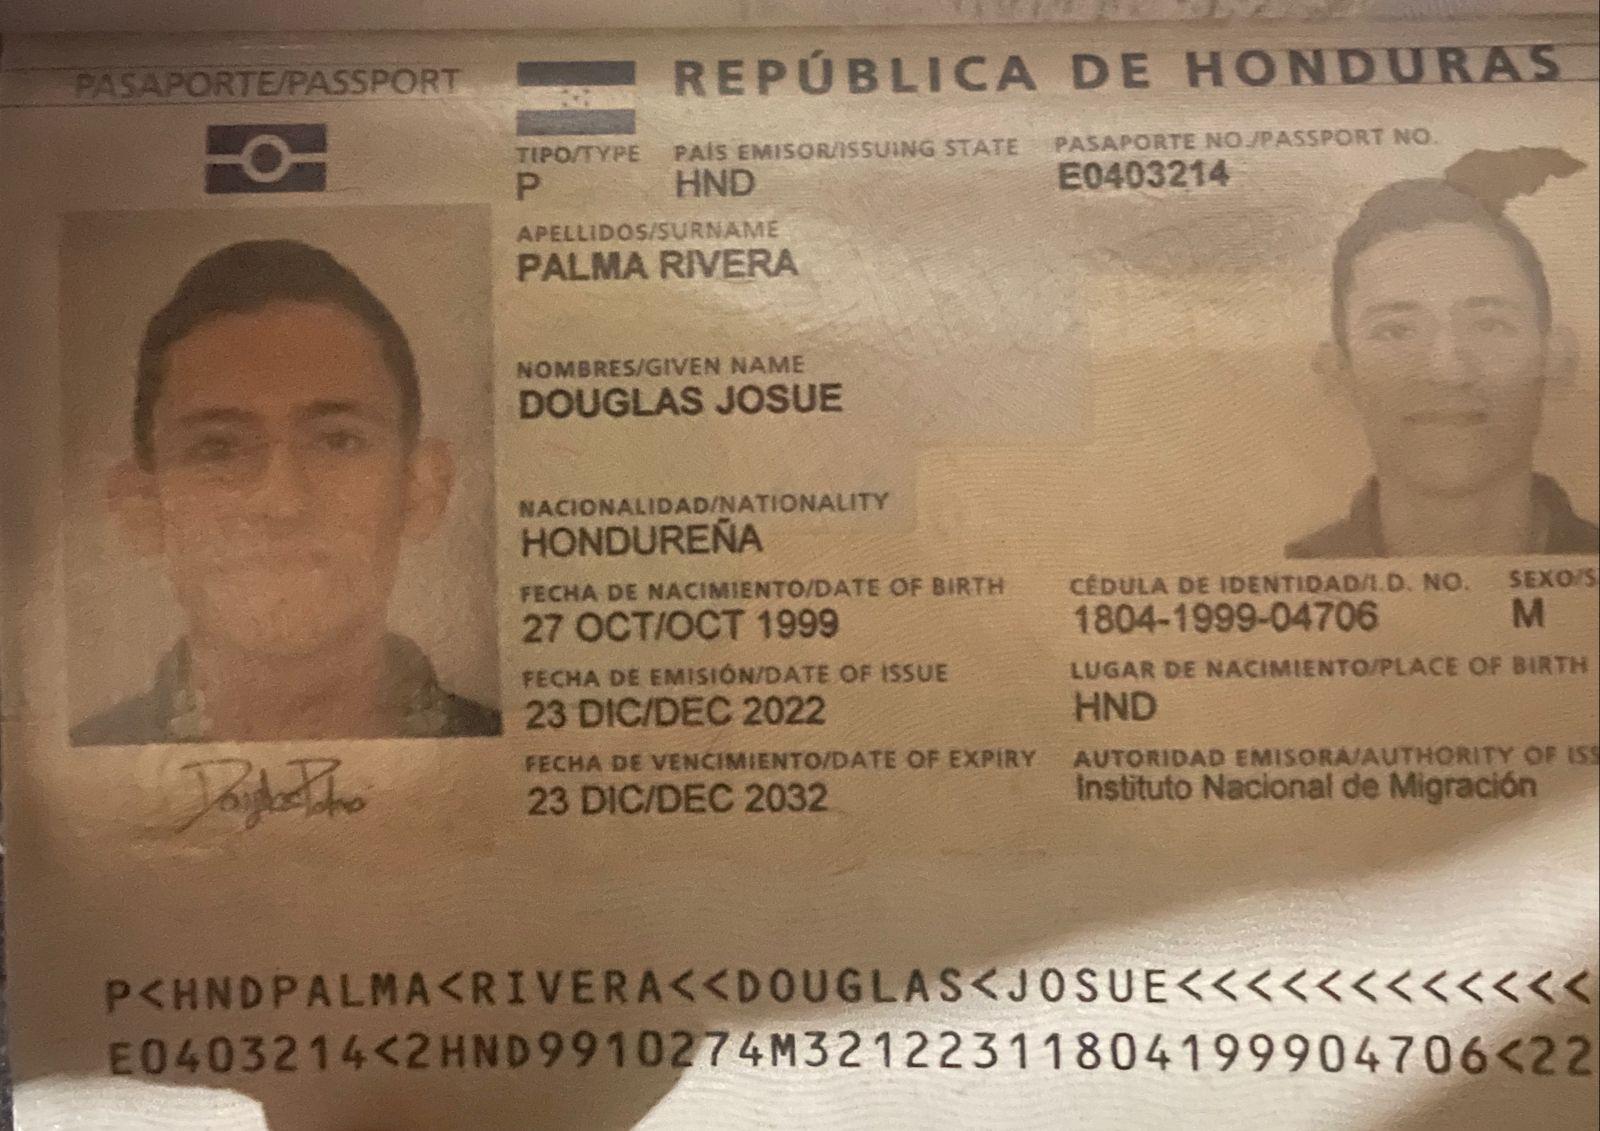 PASAPORTE/PASSPORT
REPÚBLICA DE HONDURAS
TIPO/TYPE
P
PAÍS EMISOR/ISSUING STATE
HND
PASAPORTE NO./PASSPORT NO.
E0403214
APELLIDOS/SURNAME
PALMA RIVERA
NOMBRES/GIVEN NAME
DOUGLAS JOSUE
NACIONALIDAD/NATIONALITY
HONDUREÑA
FECHA DE NACIMIENTO/DATE OF BIRTH
27 OCT/OCT 1999
CÉDULA DE IDENTIDAD/I.D. NO.
1804-1999-04706
SEXO/S
M
FECHA DE EMISIÓN/DATE OF ISSUE
23 DIC/DEC 2022
LUGAR DE NACIMIENTO/PLACE OF BIRTH
HND
FECHA DE VENCIMIENTO/DATE OF EXPIRY
23 DIC/DEC 2032
AUTORIDAD EMISORA/AUTHORITY OF ISS
Instituto Nacional de Migración
Douglas Palma
P<HNDPALMA<RIVERA<<DOUGLAS<JOSUE<<<<<<<<<<<<
E0403214<2HND9910274M32122311804199904706<22